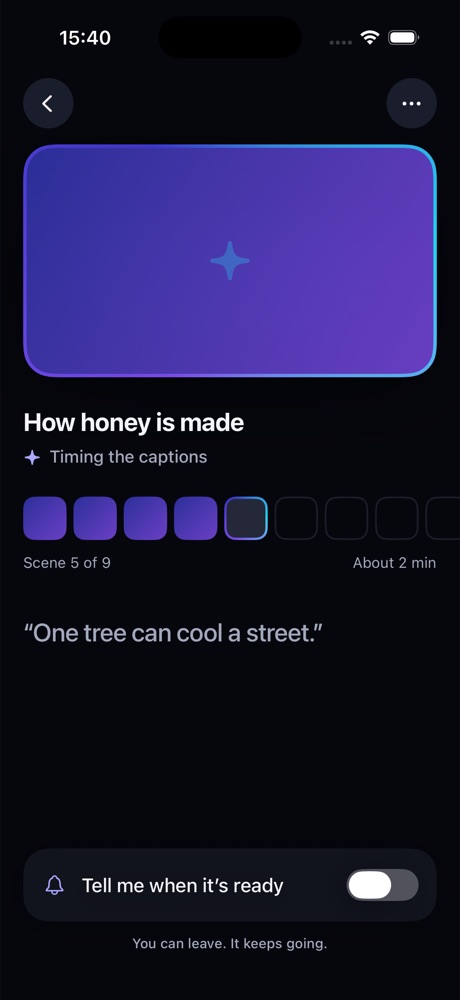 15:40
How honey is made
Timing the captions
Scene 5 of 9
About 2 min
“One tree can cool a street.”
Tell me when it’s ready
You can leave. It keeps going.